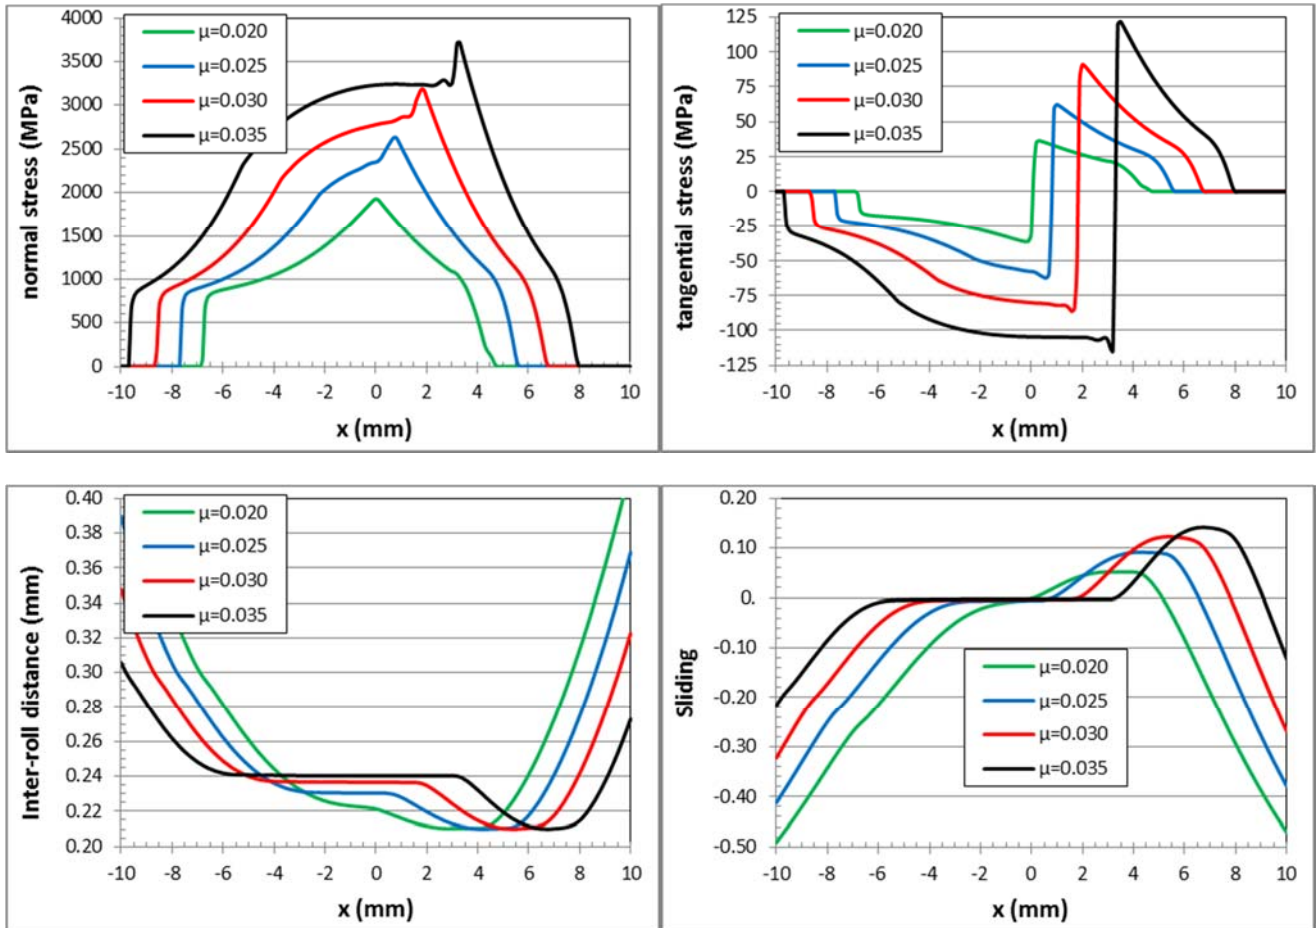 normal stress (MPa)
4000
3500
3000
2500
2000
1500
1000
500
0
μ=0.020
μ=0.025
μ=0.030
μ=0.035
-10 -8 -6 -4 -2 0 2 4 6 8 10
x (mm)
tangential stress (MPa)
125
100
75
50
25
0
-25
-50
-75
-100
-125
μ=0.020
μ=0.025
μ=0.030
μ=0.035
-10 -8 -6 -4 -2 0 2 4 6 8 10
x (mm)
Inter-roll distance (mm)
0.40
0.38
0.36
0.34
0.32
0.30
0.28
0.26
0.24
0.22
0.20
μ=0.020
μ=0.025
μ=0.030
μ=0.035
-10 -8 -6 -4 -2 0 2 4 6 8 10
x (mm)
Sliding
0.20
0.10
0.
-0.10
-0.20
-0.30
-0.40
-0.50
μ=0.020
μ=0.025
μ=0.030
μ=0.035
-10 -8 -6 -4 -2 0 2 4 6 8 10
x (mm)